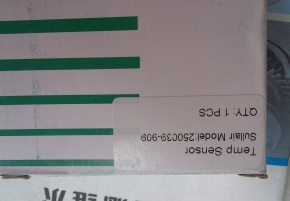 Temp Sensor
Sullair Model:250039-909
QTY: 1 PCS